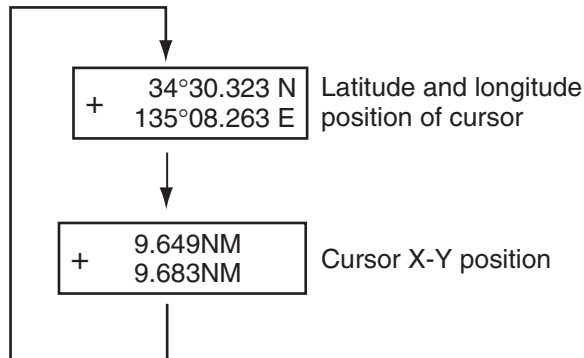 + 34°30.323 N
135°08.263 E
Latitude and longitude
position of cursor
+ 9.649NM
9.683NM
Cursor X-Y position